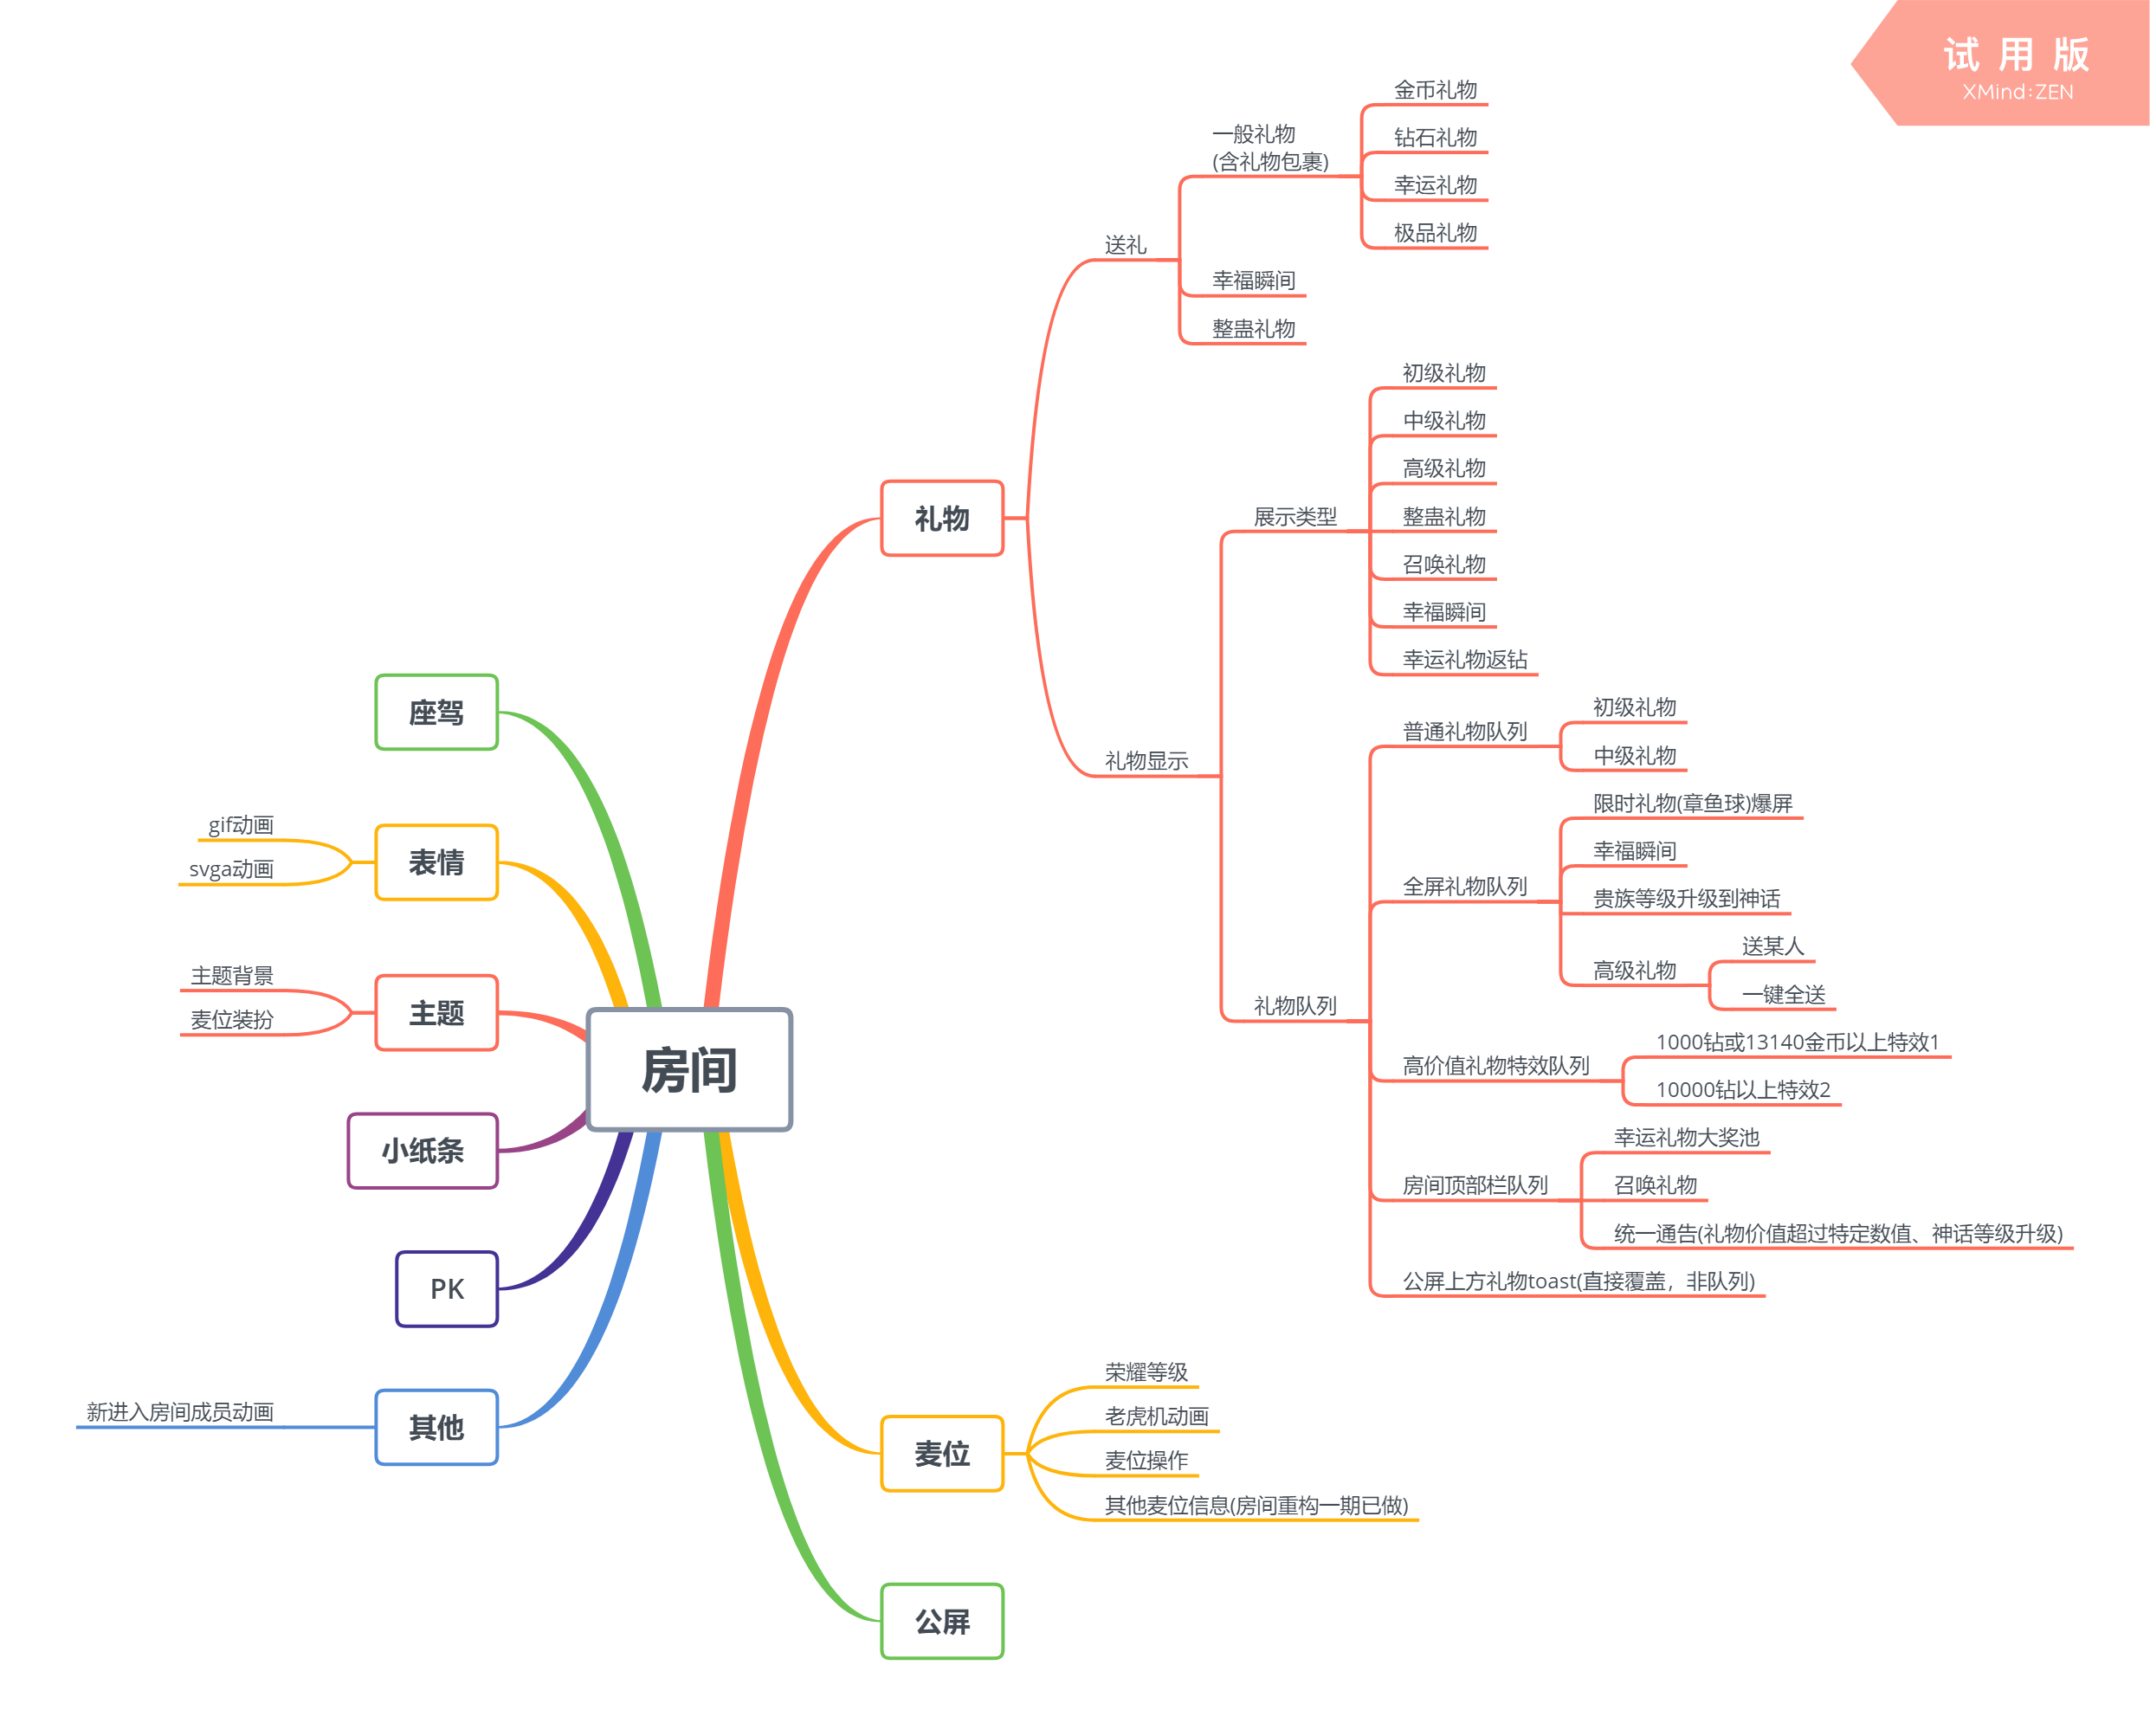 试用版
XMind:ZEN
房间
礼物
送礼
一般礼物
(含礼物包裹)
金币礼物
钻石礼物
幸运礼物
极品礼物
幸福瞬间
整蛊礼物
礼物显示
展示类型
初级礼物
中级礼物
高级礼物
整蛊礼物
召唤礼物
幸福瞬间
幸运礼物返钻
礼物队列
普通礼物队列
初级礼物
中级礼物
全屏礼物队列
限时礼物(章鱼球)爆屏
幸福瞬间
贵族等级升级到神话
高级礼物
送某人
一键全送
高价值礼物特效队列
1000钻或13140金币以上特效1
10000钻以上特效2
房间顶部栏队列
幸运礼物大奖池
召唤礼物
统一通告(礼物价值超过特定数值、神话等级升级)
公屏上方礼物toast(直接覆盖，非队列)
麦位
荣耀等级
老虎机动画
麦位操作
其他麦位信息(房间重构一期已做)
公屏
座驾
表情
gif动画
svga动画
主题
主题背景
麦位装扮
小纸条
PK
其他
新进入房间成员动画